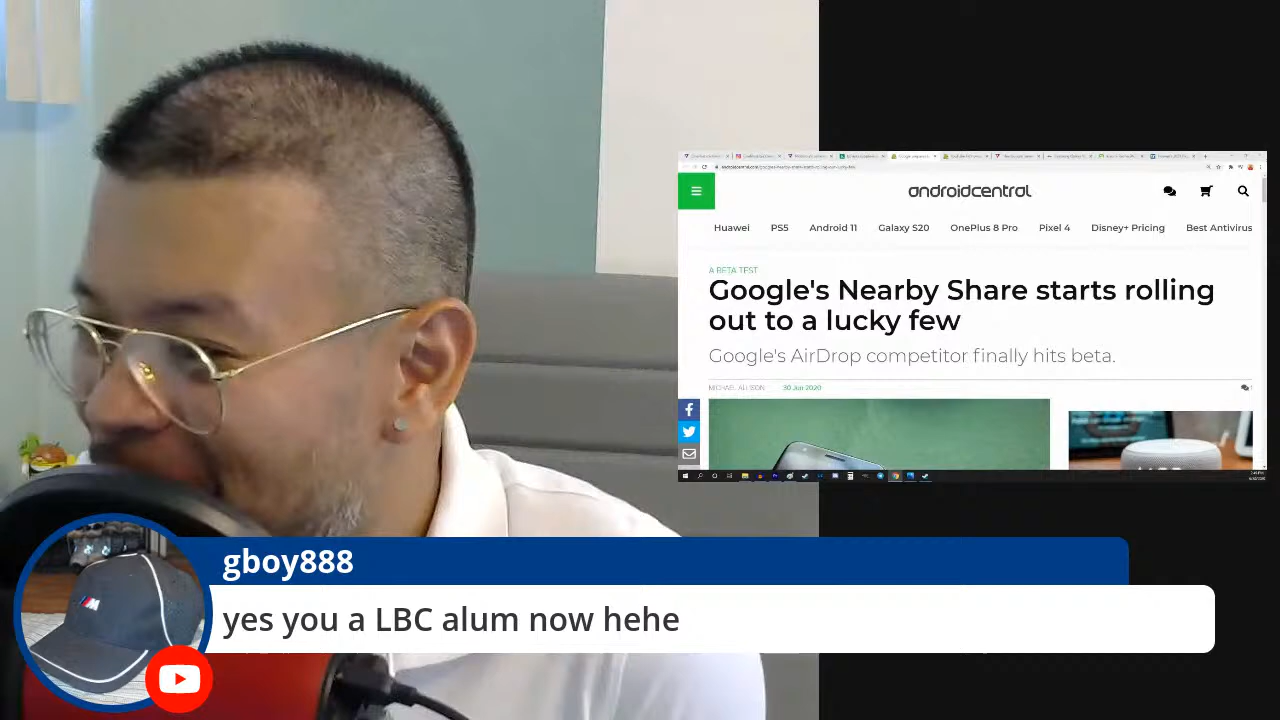 androidcentral
Huawei PS5 Android 11 Galaxy S20 OnePlus 8 Pro Pixel 4 Disney+ Pricing Best Antivirus
A BETA TEST
Google's Nearby Share starts rolling
out to a lucky few
Google's AirDrop competitor finally hits beta.
MICHAEL ALLISON 30 Jun 2020
gboy888
yes you a LBC alum now hehe